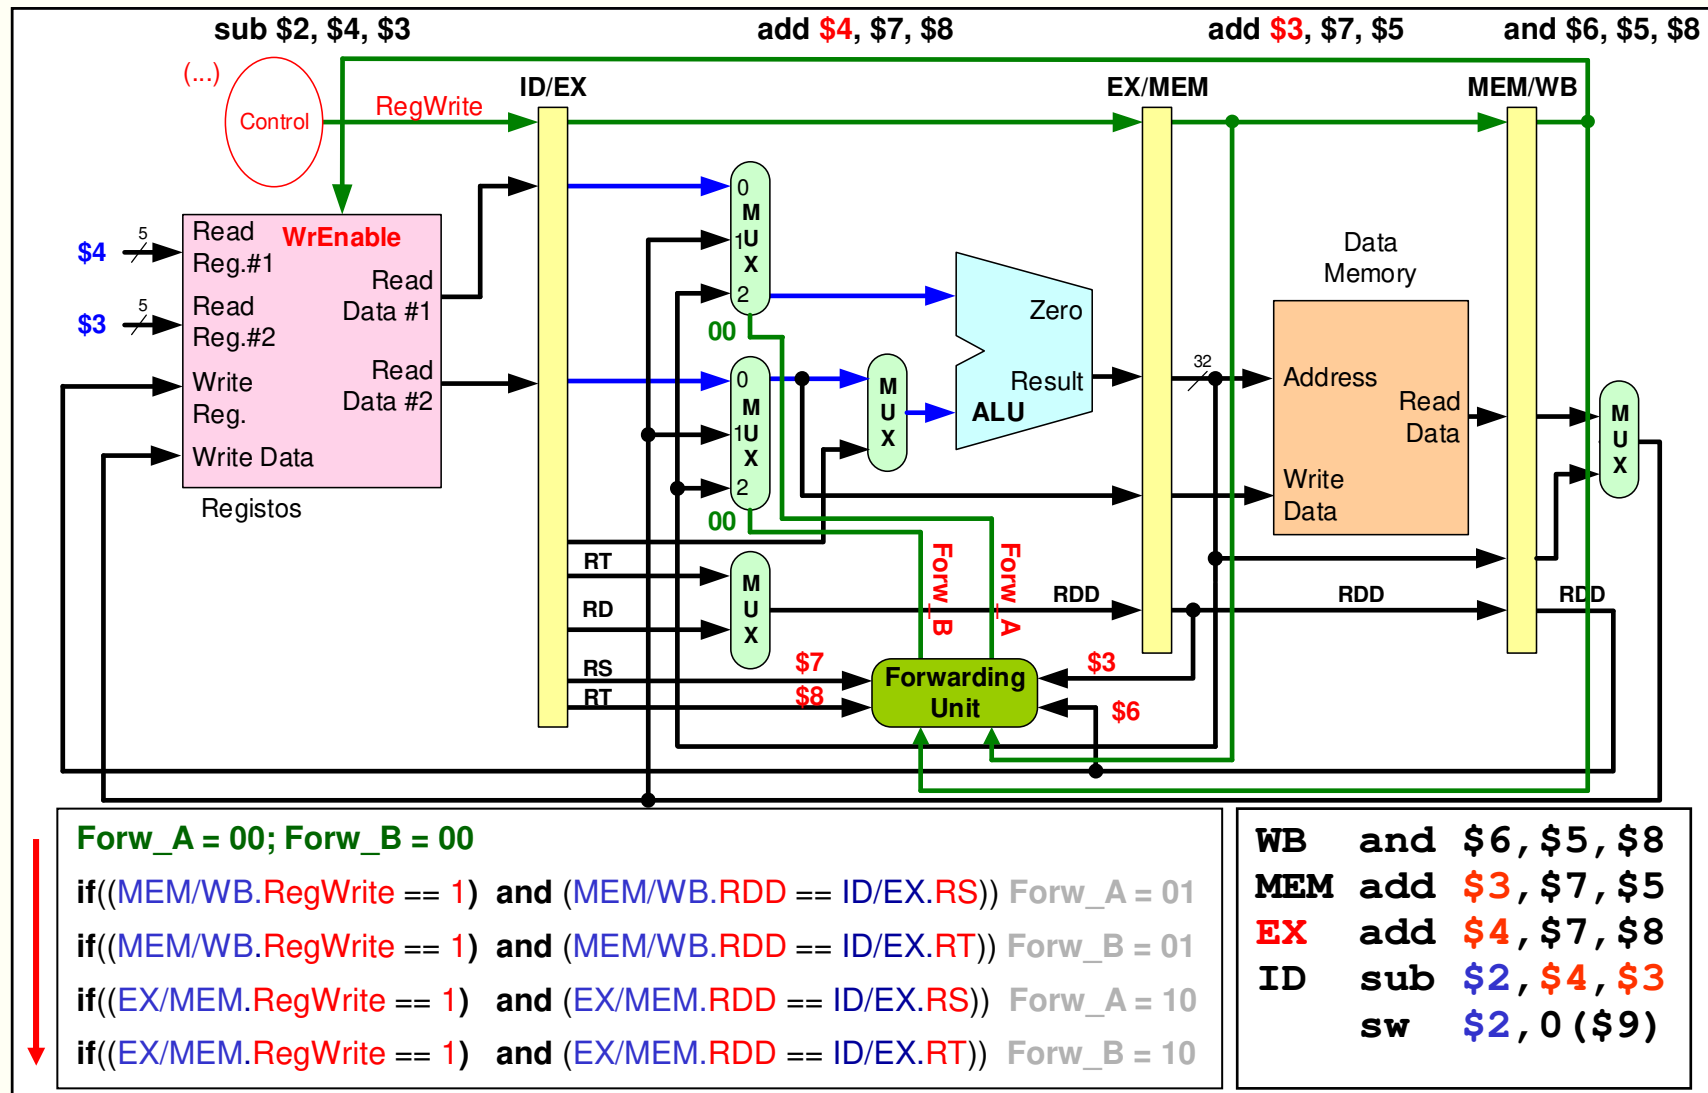 sub $2, $4, $3
add $4, $7, $8
add $3, $7, $5
and $6, $5, $8
(...)
Control
RegWrite
ID/EX
EX/MEM
MEM/WB
WrEnable
$4
5
Read
Reg.#1
Read
Data #1
$3
5
Read
Reg.#2
Write
Reg.
Read
Data #2
Write Data
Registos
0
M
1U
X
2
00
0
M
1U
X
2
00
M
U
X
Zero
Result
ALU
32
Data
Memory
Address
Read
Data
Write
Data
M
U
X
RT
RD
M
U
X
RDD
RDD
RDD
Forw_B
Forw_A
RS
$7
RT
$8
Forwarding
Unit
$3
$6
Forw_A = 00; Forw_B = 00
if((MEM/WB.RegWrite == 1) and (MEM/WB.RDD == ID/EX.RS)) Forw_A = 01
if((MEM/WB.RegWrite == 1) and (MEM/WB.RDD == ID/EX.RT)) Forw_B = 01
if((EX/MEM.RegWrite == 1) and (EX/MEM.RDD == ID/EX.RS)) Forw_A = 10
if((EX/MEM.RegWrite == 1) and (EX/MEM.RDD == ID/EX.RT)) Forw_B = 10
WB and $6,$5,$8
MEM add $3,$7,$5
EX add $4,$7,$8
ID sub $2,$4,$3
sw $2,0($9)